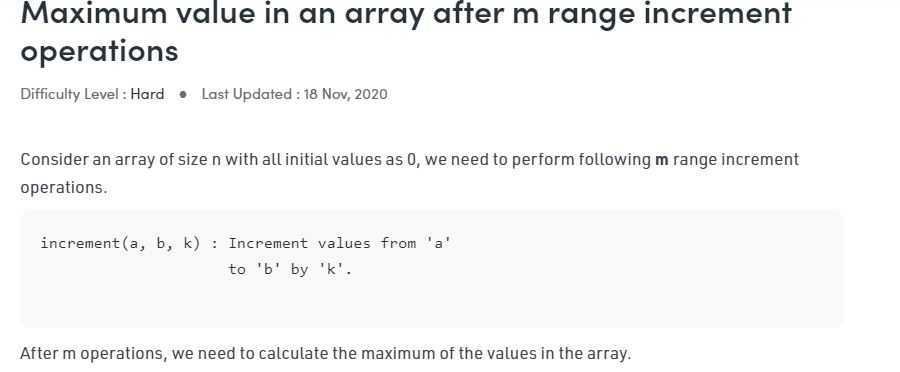 Maximum value in an array after m range increment
operations
Difficulty Level : Hard ● Last Updated : 18 Nov, 2020
Consider an array of size n with all initial values as 0, we need to perform following m range increment
operations.
increment(a, b, k) : Increment values from 'a'
to 'b' by 'k'.
After m operations, we need to calculate the maximum of the values in the array.